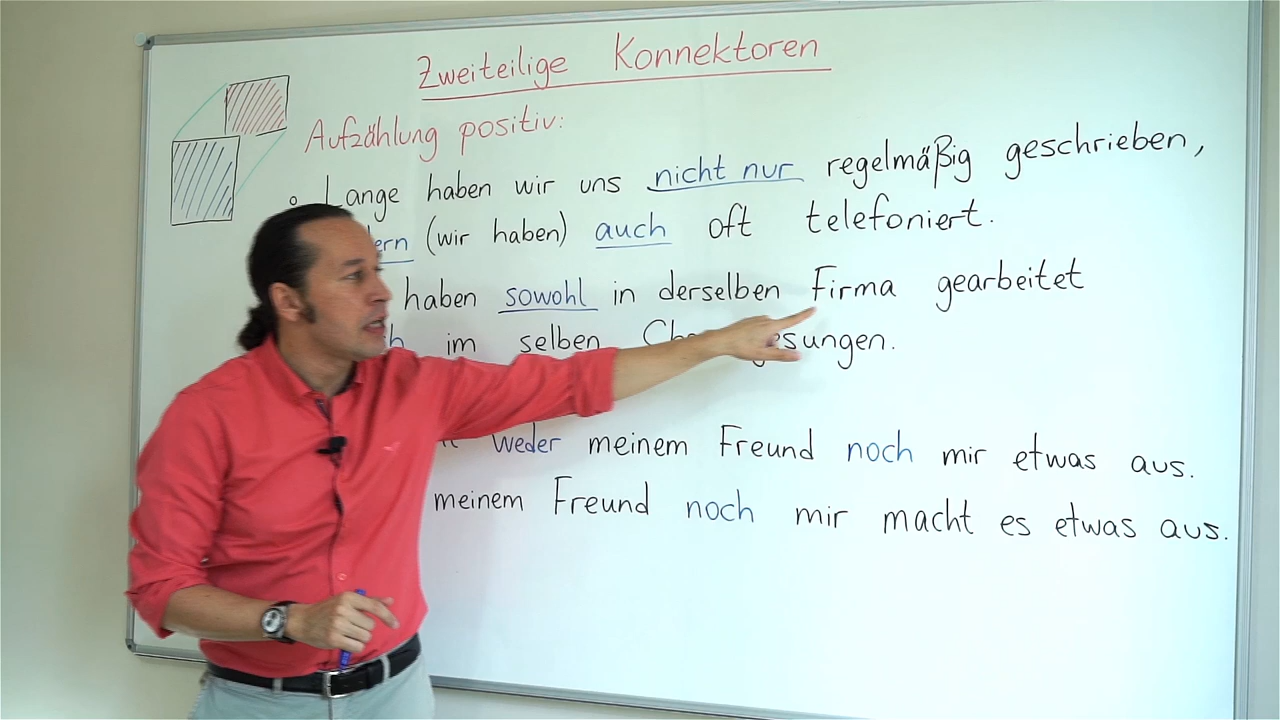 Zweiteilige Konnektoren
Aufzählung positiv:
Lange haben wir uns nicht nur regelmäßig geschrieben,
(wir haben) auch oft telefoniert.
haben sowohl in derselben Firma gearbeitet
im selben
weder meinem Freund noch mir etwas aus.
meinem Freund noch mir macht es etwas aus.